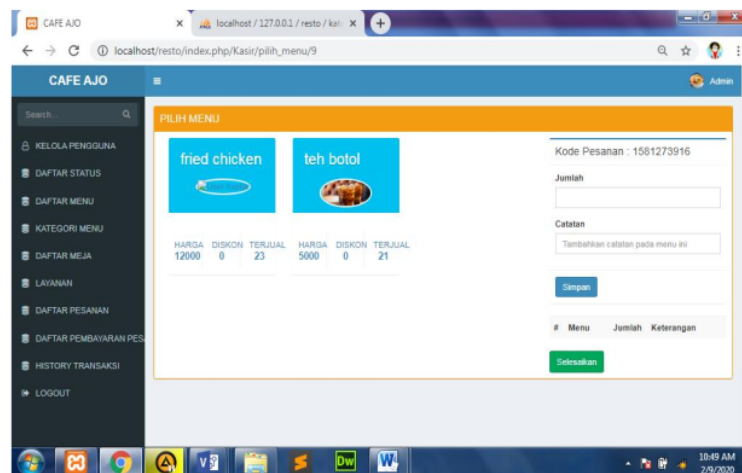 CAFE AJO
localhost / 127.0.0.1 / resto / kat
localhost/resto/index.php/Kasir/pilih_menu/9
CAFE AJO
Admin
Search...
KELOLA PENGGUNA
DAFTAR STATUS
DAFTAR MENU
KATEGORI MENU
DAFTAR MEJA
LAYANAN
DAFTAR PESANAN
DAFTAR PEMBAYARAN PES
HISTORY TRANSAKSI
LOGOUT
PILIH MENU
fried chicken
HARGA DISKON TERJUAL
12000 0 23
teh botol
HARGA DISKON TERJUAL
5000 0 21
Kode Pesanan : 1581273916
Jumlah
Catatan
Tambahkan catatan pada menu ini
Simpan
# Menu Jumlah Keterangan
Selesaikan
Dw
W
10:49 AM
2/9/2020